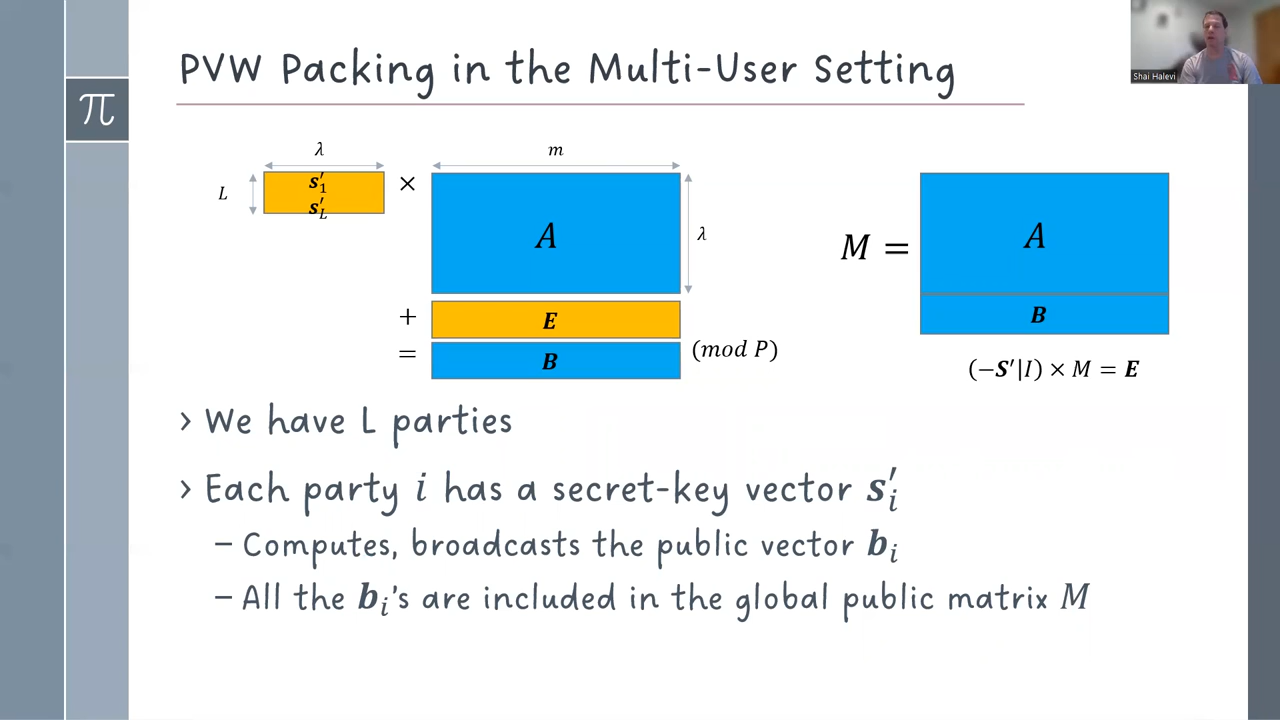 PVW Packing in the Multi-User Setting
Shai Halevi
π
λ
m
L
s′₁
s′_L
×
A
λ
M =
A
+
E
B
=
B
(mod P)
(−S′|I) × M = E
› We have L parties
› Each party i has a secret-key vector s′ᵢ
– Computes, broadcasts the public vector bᵢ
– All the bᵢ's are included in the global public matrix M